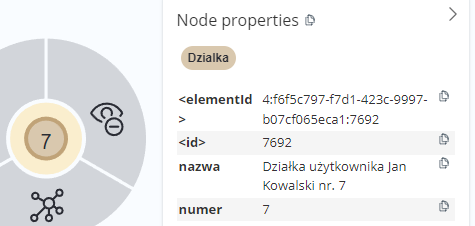 Node properties
Dzialka
<elementId 4:f6f5c797-f7d1-423c-9997-
> b07cf065eca1:7692
<id> 7692
nazwa Działka użytkownika Jan
Kowalski nr. 7
numer 7
7